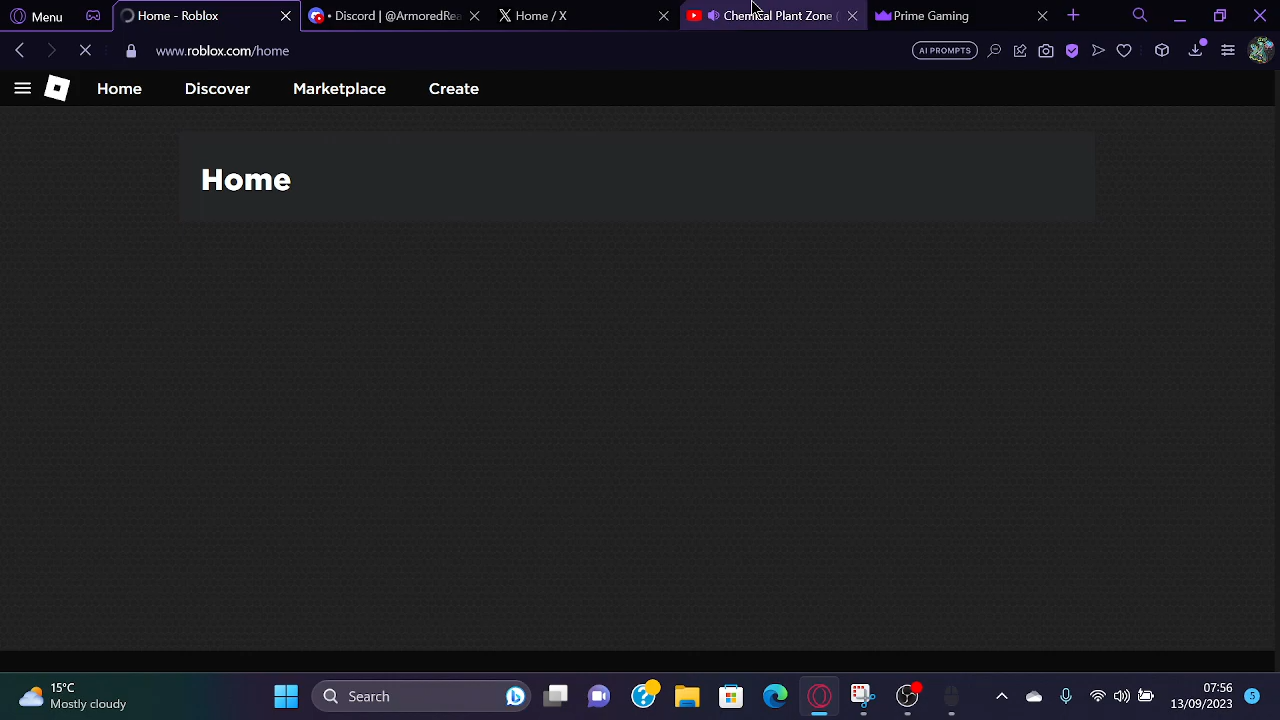 Menu
Home - Roblox
Discord | @ArmoredRea
Home / X
Chemical Plant Zone (
Prime Gaming
www.roblox.com/home
AI PROMPTS
Home
Discover
Marketplace
Create
Home
15°C
Mostly cloudy
Search
07:56
13/09/2023
5